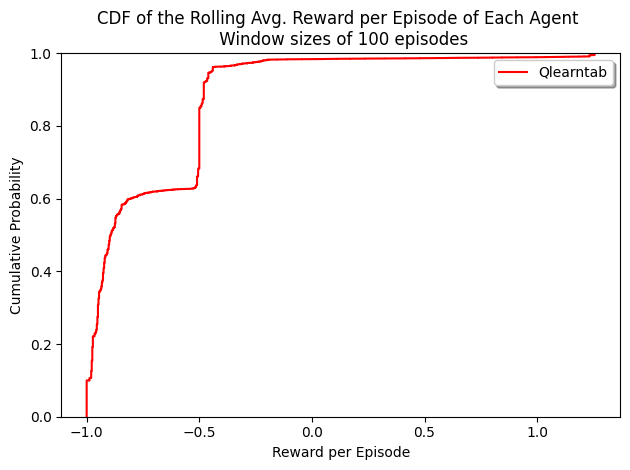 CDF of the Rolling Avg. Reward per Episode of Each Agent
Window sizes of 100 episodes
Qlearntab
1.0
0.8
0.6
0.4
0.2
0.0
Cumulative Probability
−1.0 −0.5 0.0 0.5 1.0
Reward per Episode